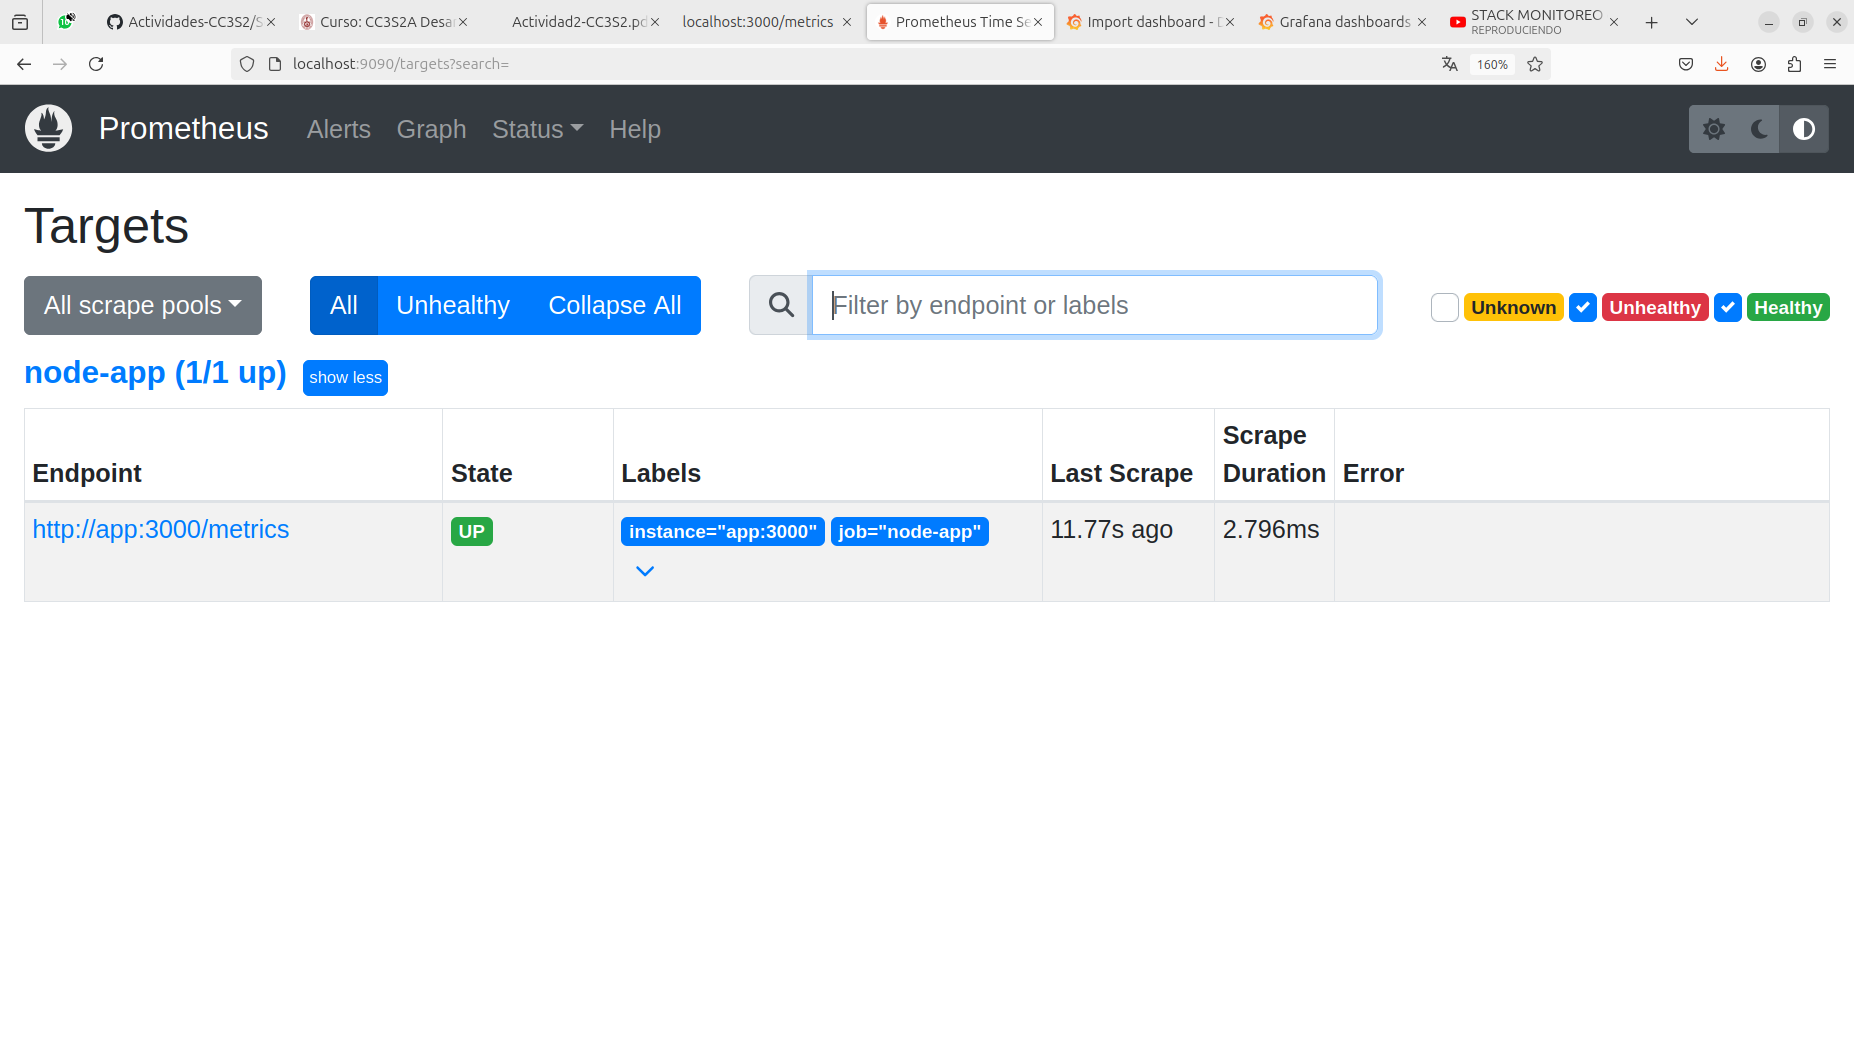 Actividades-CC3S2/S
Curso: CC3S2A Desar
Actividad2-CC3S2.pd
localhost:3000/metrics
Prometheus Time Se
Import dashboard - D
Grafana dashboards
STACK MONITOREO
REPRODUCIENDO
localhost:9090/targets?search=
160%
Prometheus
Alerts
Graph
Status
Help
Targets
All scrape pools
All
Unhealthy
Collapse All
Filter by endpoint or labels
Unknown
Unhealthy
Healthy
node-app (1/1 up)
show less
Endpoint
State
Labels
Last Scrape
Scrape
Duration
Error
http://app:3000/metrics
UP
instance="app:3000"
job="node-app"
11.77s ago
2.796ms